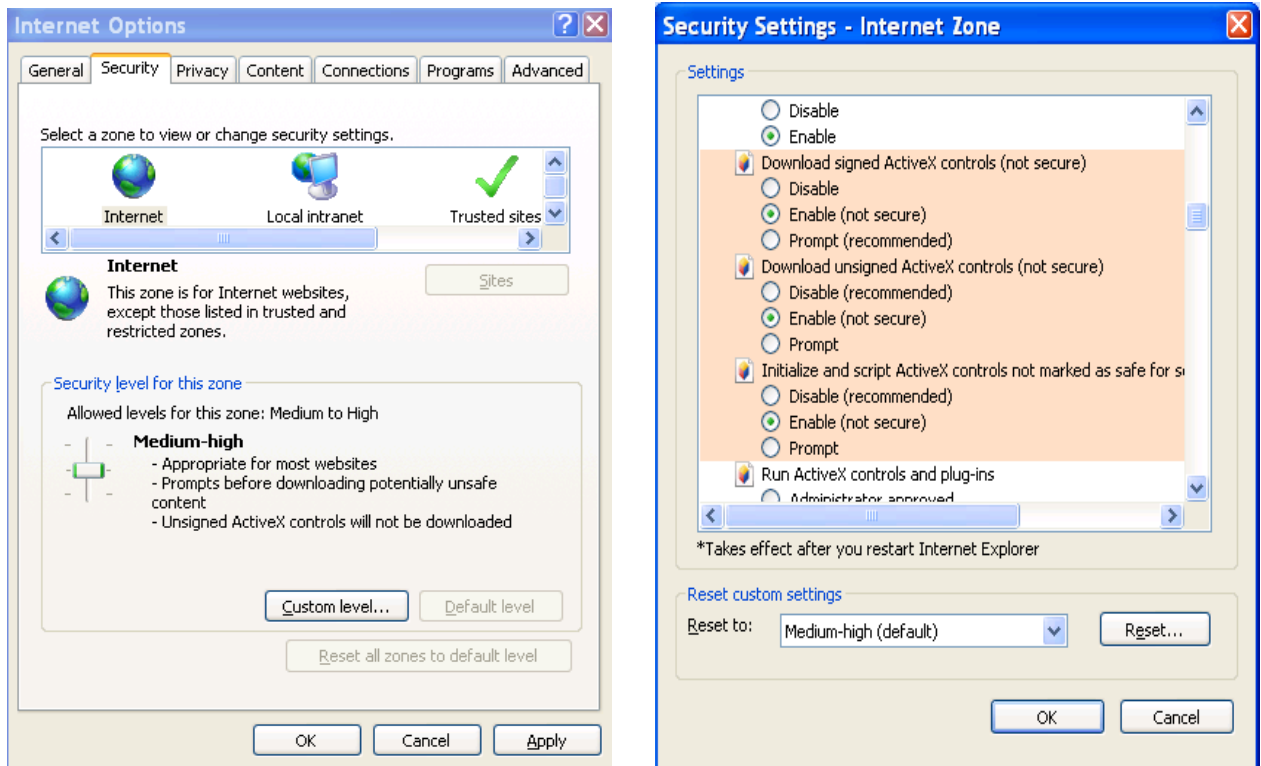 Internet Options
General Security Privacy Content Connections Programs Advanced
Select a zone to view or change security settings.
Internet Local intranet Trusted sites
Internet
Sites
This zone is for Internet websites,
except those listed in trusted and
restricted zones.
Security level for this zone
Allowed levels for this zone: Medium to High
Medium-high
- Appropriate for most websites
- Prompts before downloading potentially unsafe
content
- Unsigned ActiveX controls will not be downloaded
Custom level... Default level
Reset all zones to default level
OK Cancel Apply
Security Settings - Internet Zone
Settings
Disable
Enable
Download signed ActiveX controls (not secure)
Disable
Enable (not secure)
Prompt (recommended)
Download unsigned ActiveX controls (not secure)
Disable (recommended)
Enable (not secure)
Prompt
Initialize and script ActiveX controls not marked as safe for
Disable (recommended)
Enable (not secure)
Prompt
Run ActiveX controls and plug-ins
Administrator approved
*Takes effect after you restart Internet Explorer
Reset custom settings
Reset to: Medium-high (default) Reset...
OK Cancel